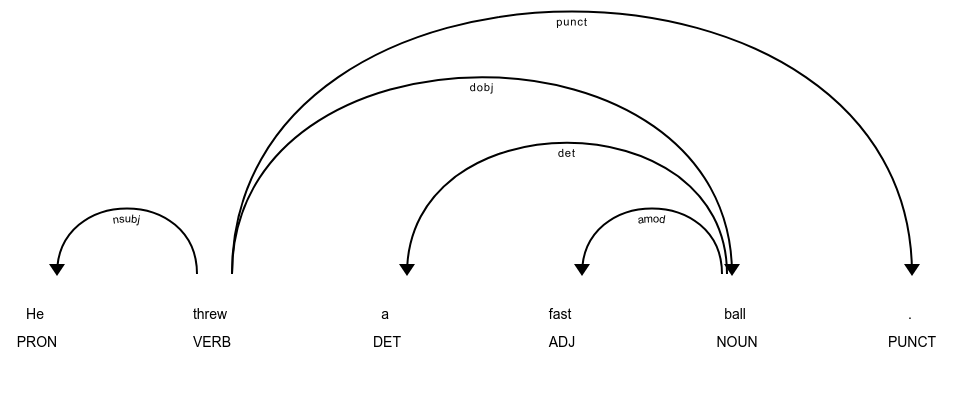 punct
dobj
det
nsubj amod
He threw a fast ball .
PRON VERB DET ADJ NOUN PUNCT